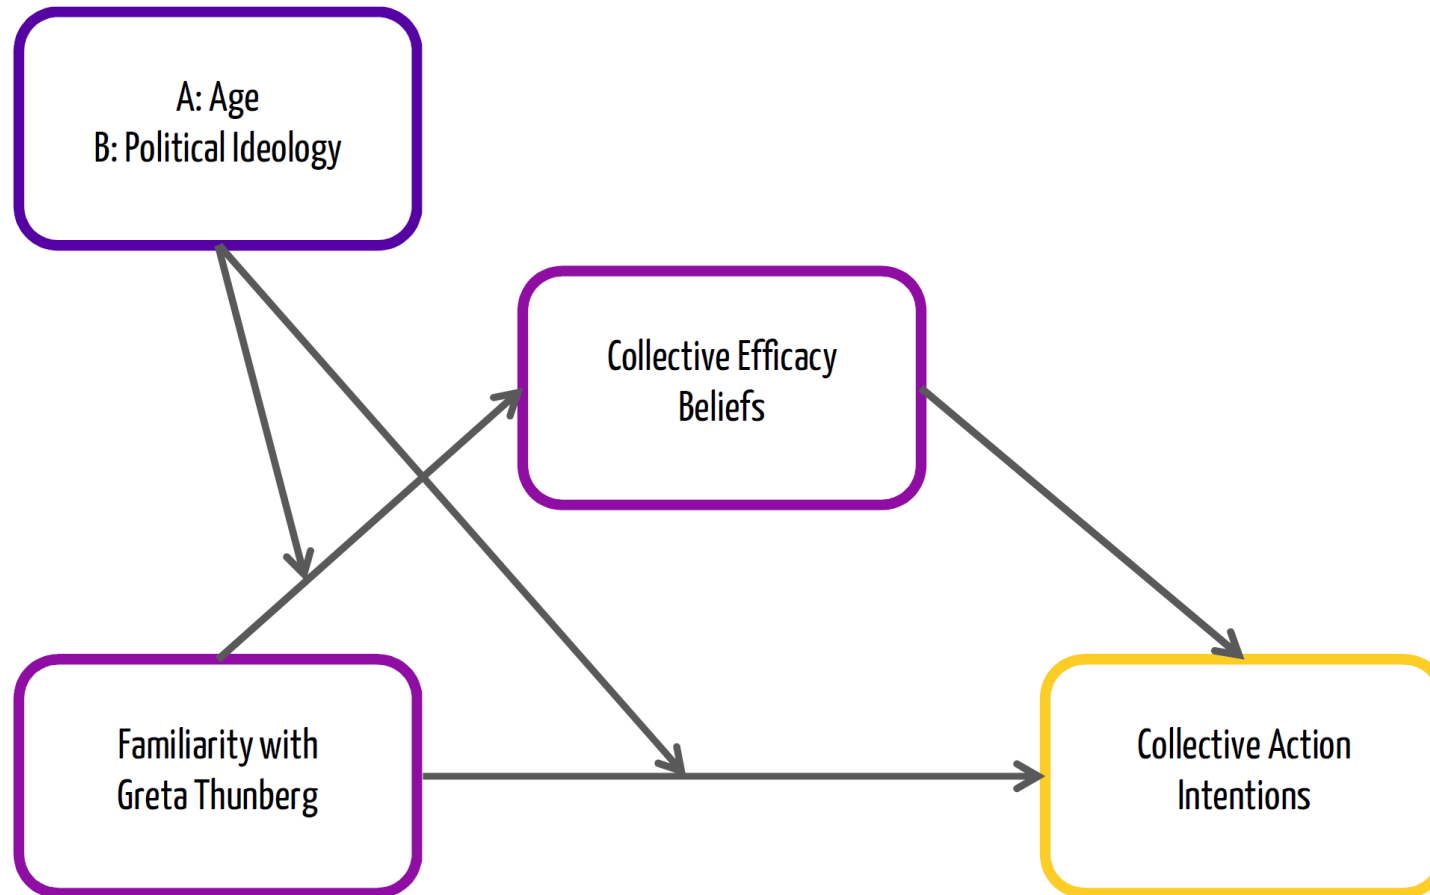 A: Age
B: Political Ideology
Collective Efficacy
Beliefs
Familiarity with
Greta Thunberg
Collective Action
Intentions